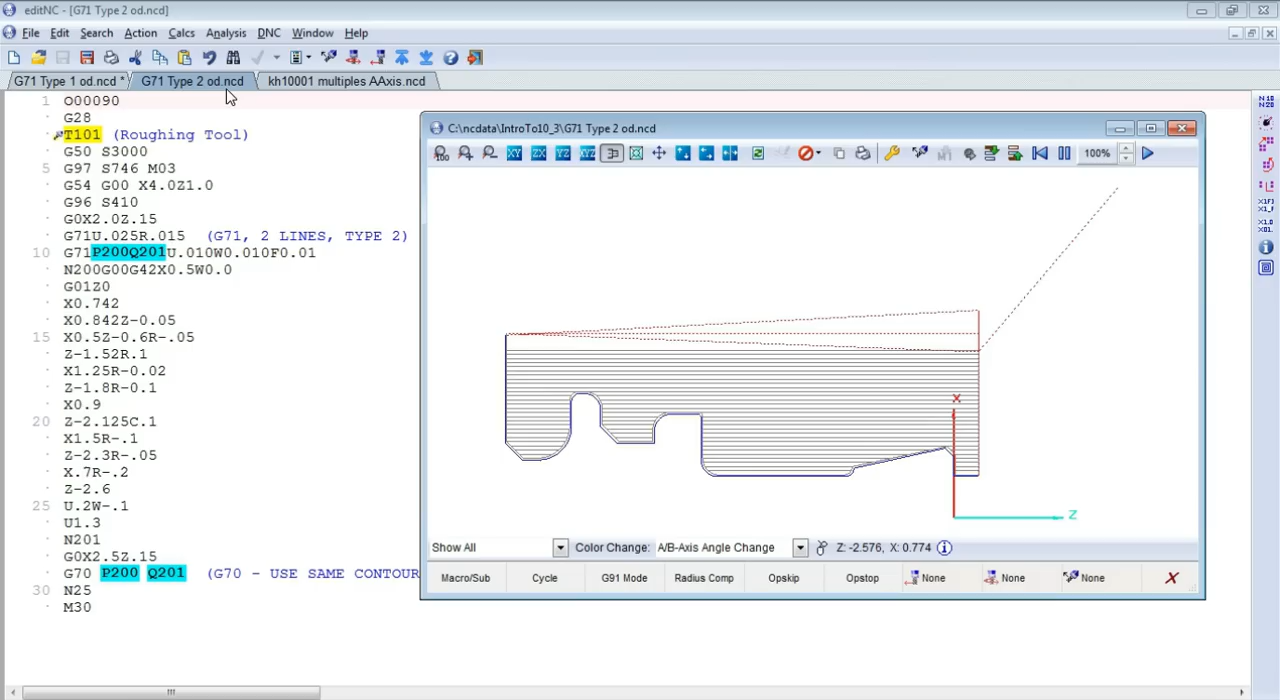 editNC - [G71 Type 2 od.ncd]
File Edit Search Action Calcs Analysis DNC Window Help
G71 Type 1 od.ncd * G71 Type 2 od.ncd kh10001 multiples AAxis.ncd
1 O00090
G28
T101 (Roughing Tool)
G50 S3000
5 G97 S746 M03
G54 G00 X4.0Z1.0
G96 S410
G0X2.0Z.15
G71U.025R.015 (G71, 2 LINES, TYPE 2)
10 G71P200Q201U.010W0.010F0.01
N200G00G42X0.5W0.0
G01Z0
X0.742
X0.842Z-0.05
15 X0.5Z-0.6R-.05
Z-1.52R.1
X1.25R-0.02
Z-1.8R-0.1
X0.9
20 Z-2.125C.1
X1.5R-.1
Z-2.3R-.05
X.7R-.2
Z-2.6
25 U.2W-.1
U1.3
N201
G0X2.5Z.15
G70 P200 Q201 (G70 - USE SAME CONTOUR
30 N25
M30
C:\ncdata\IntroTo10_3\G71 Type 2 od.ncd
100 XY ZX YZ XYZ 100%
X
Z
Show All Color Change: A/B-Axis Angle Change Z: -2.576, X: 0.774
Macro/Sub Cycle G91 Mode Radius Comp Opskip Opstop None None None X
N10
N20